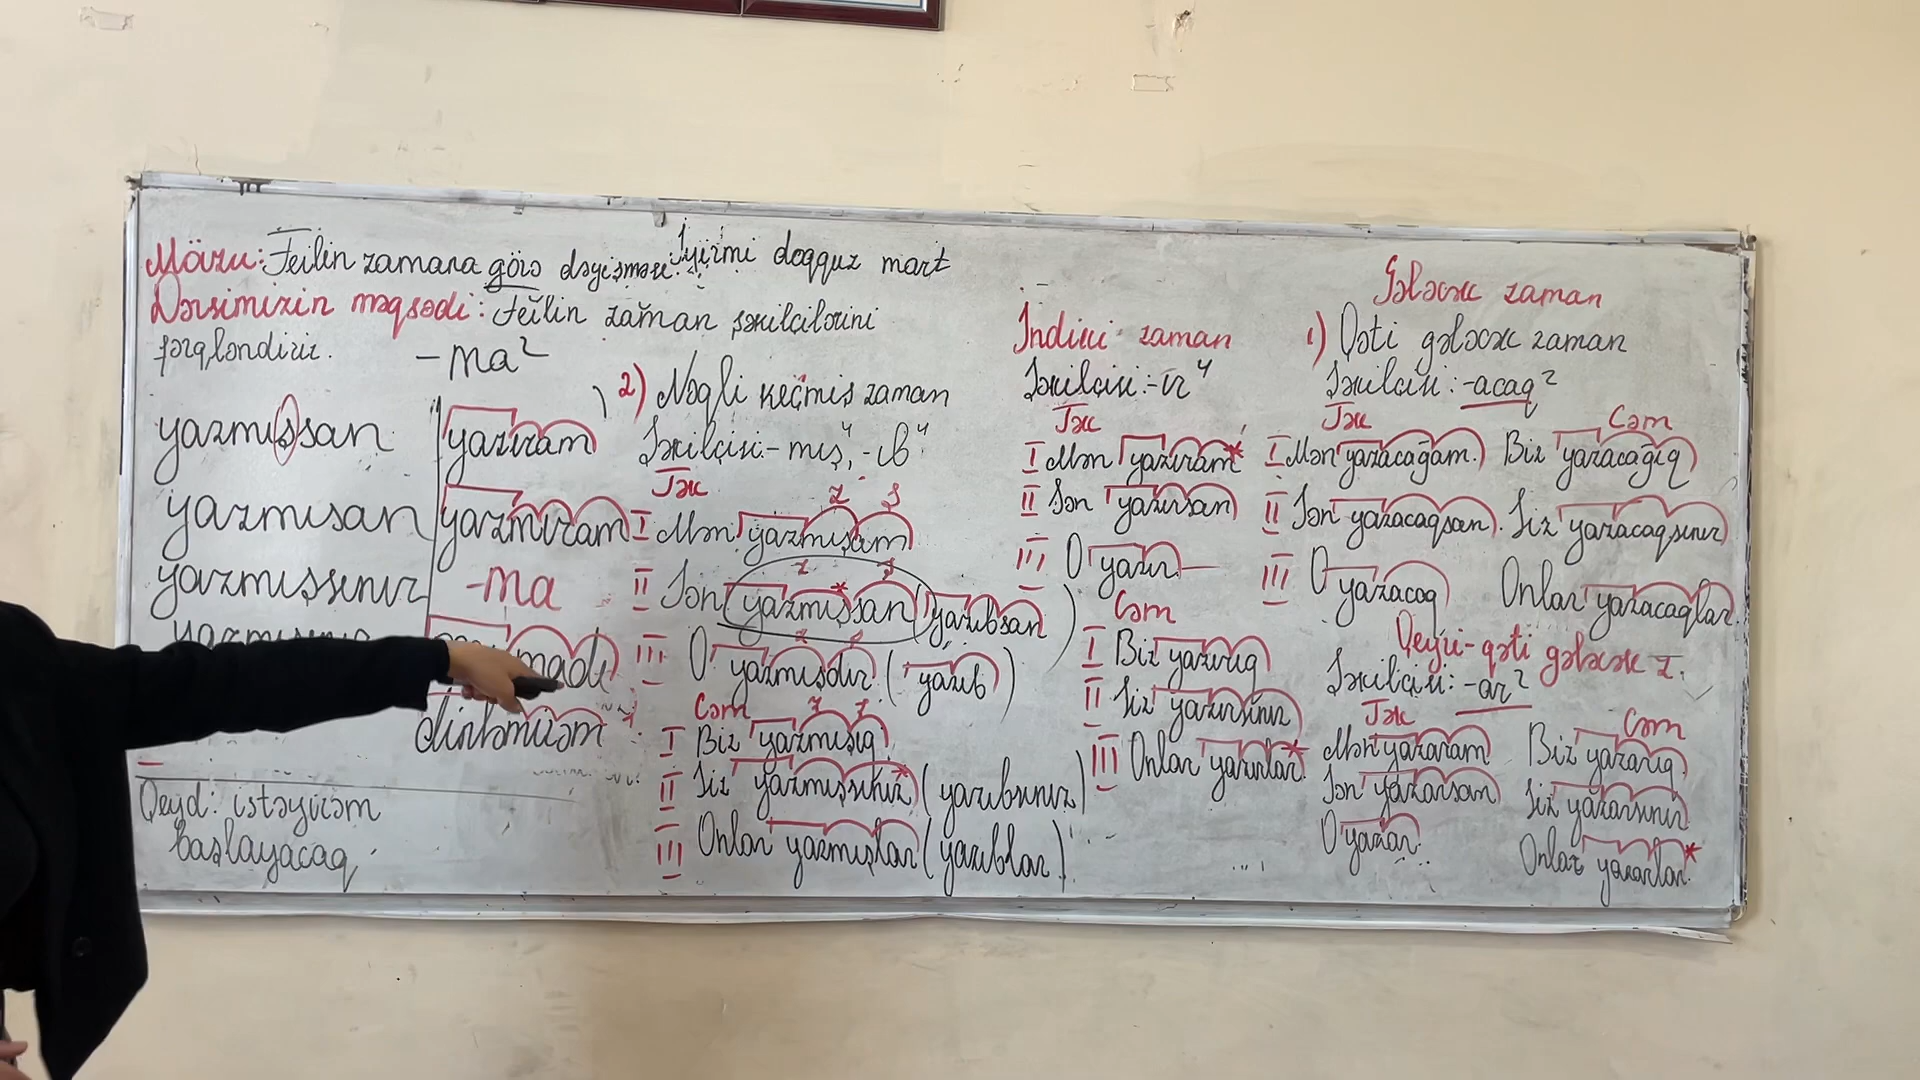 İyirmi doqquz mart
Mövzu: Feilin zamana görə dəyişməsi.
Dərsimizin məqsədi: Feilin zaman şəkilçilərini
fərqləndirir.
-ma²
yazmışsan
yazmısan
yazmışsınız
yazıram
yazmıram
-ma
madı
dinləmirəm
Qeyd: istəyirəm
başlayacaq
2) Nəqli keçmiş zaman
Şəkilçisi: -mış⁴, -ıb⁴
Tək
I Mən yazmışam
II Sən yazmışsan (yazıbsan)
III O yazmışdır (yazıb)
Cəm
I Biz yazmışıq
II Siz yazmışsınız (yazıbsınız)
III Onlar yazmışlar (yazıblar)
İndiki zaman
Şəkilçisi: -ır⁴
Tək
I Mən yazıram*
II Sən yazırsan
III O yazır
Cəm
I Biz yazırıq
II Siz yazırsınız
III Onlar yazırlar*
Gələcək zaman
1) Qəti gələcək zaman
Şəkilçisi: -acaq²
Tək
I Mən yazacağam.
II Sən yazacaqsan.
III O yazacaq
Cəm
Biz yazacağıq
Siz yazacaqsınız
Onlar yazacaqlar.
Qeyri-qəti gələcək z.
Şəkilçisi: -ar²
Tək
Mən yazaram
Sən yazarsan
O yazar.
Cəm
Biz yazarıq.
Siz yazarsınız
Onlar yazarlar.*